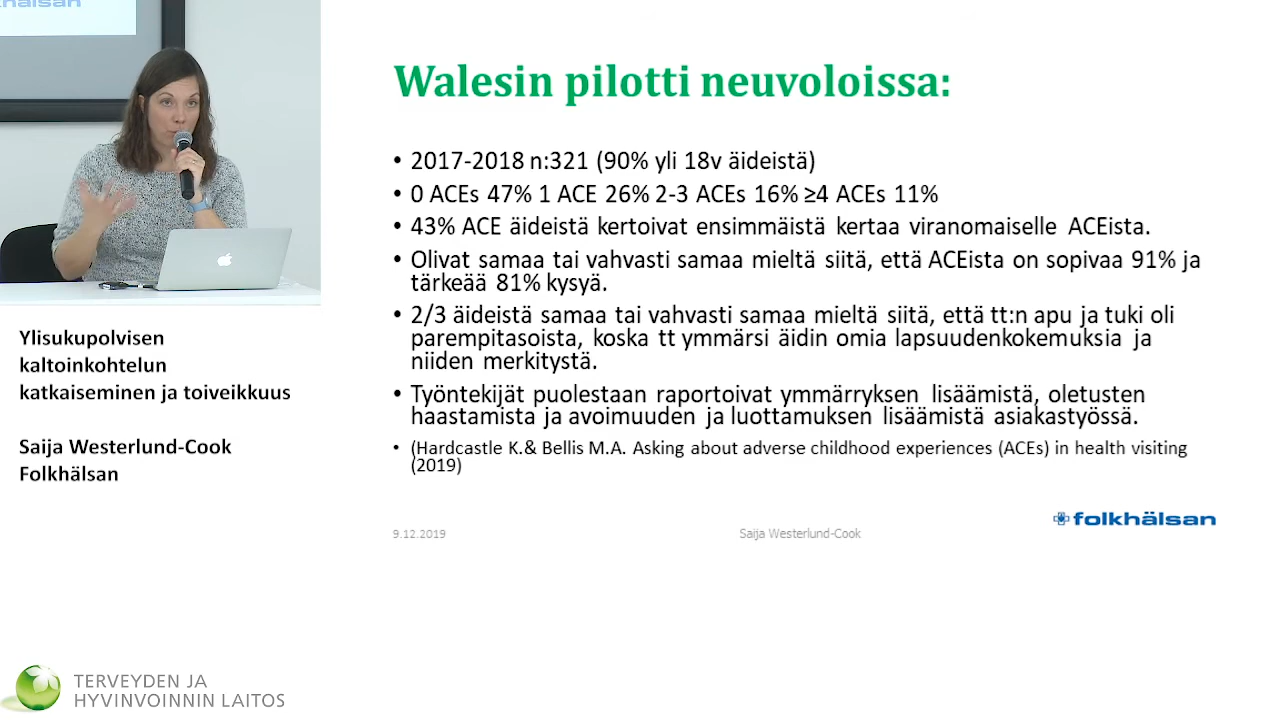 folkhälsan
Walesin pilotti neuvoloissa:
• 2017-2018 n:321 (90% yli 18v äideistä)
• 0 ACEs 47% 1 ACE 26% 2-3 ACEs 16% ≥4 ACEs 11%
• 43% ACE äideistä kertoivat ensimmäistä kertaa viranomaiselle ACEista.
• Olivat samaa tai vahvasti samaa mieltä siitä, että ACEista on sopivaa 91% ja
tärkeää 81% kysyä.
• 2/3 äideistä samaa tai vahvasti samaa mieltä siitä, että tt:n apu ja tuki oli
parempitasoista, koska tt ymmärsi äidin omia lapsuudenkokemuksia ja
niiden merkitystä.
• Työntekijät puolestaan raportoivat ymmärryksen lisäämistä, oletusten
haastamista ja avoimuuden ja luottamuksen lisäämistä asiakastyössä.
• (Hardcastle K.& Bellis M.A. Asking about adverse childhood experiences (ACEs) in health visiting
(2019)
9.12.2019
Saija Westerlund-Cook
folkhälsan
Ylisukupolvisen
kaltoinkohtelun
katkaiseminen ja toiveikkuus
Saija Westerlund-Cook
Folkhälsan
TERVEYDEN JA
HYVINVOINNIN LAITOS